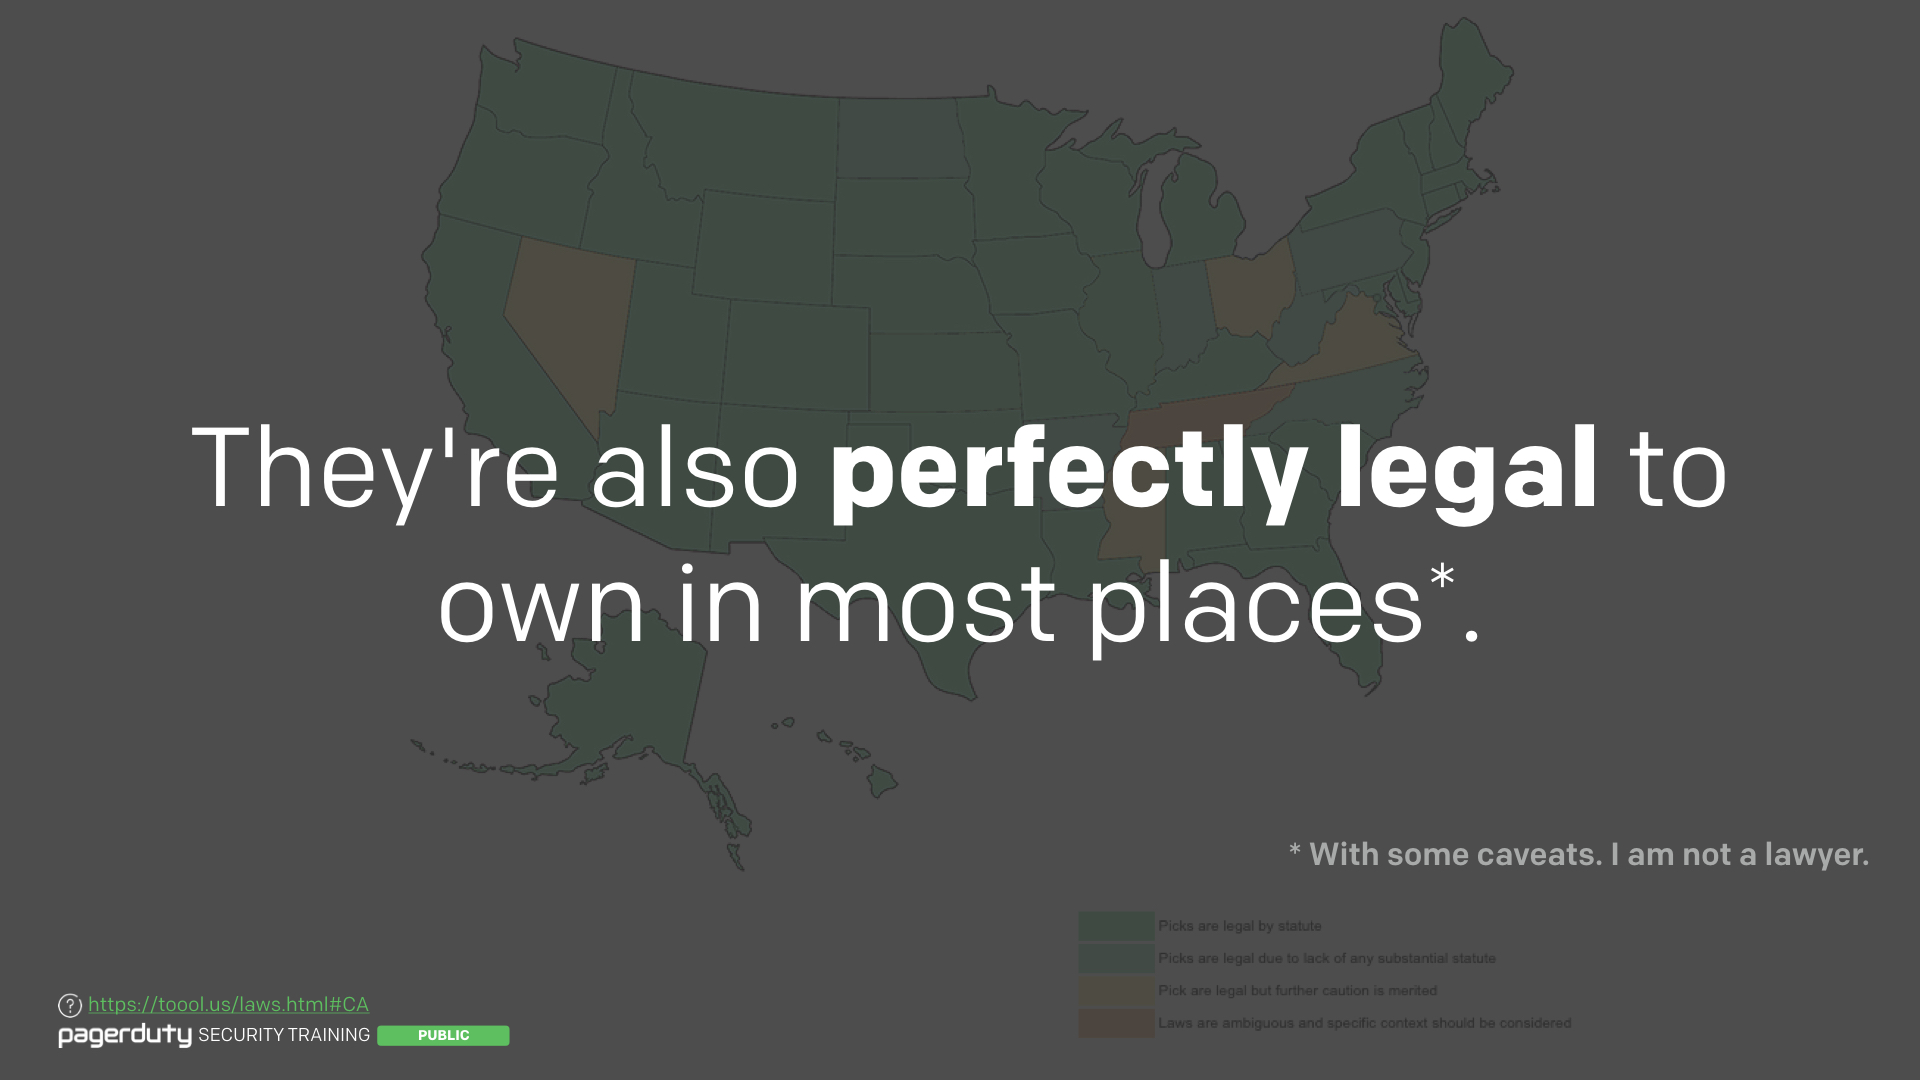 They're also perfectly legal to
own in most places*.
* With some caveats. I am not a lawyer.
Picks are legal by statute
Picks are legal due to lack of any substantial statute
Pick are legal but further caution is merited
Laws are ambiguous and specific context should be considered
https://toool.us/laws.html#CA
pagerduty SECURITY TRAINING PUBLIC